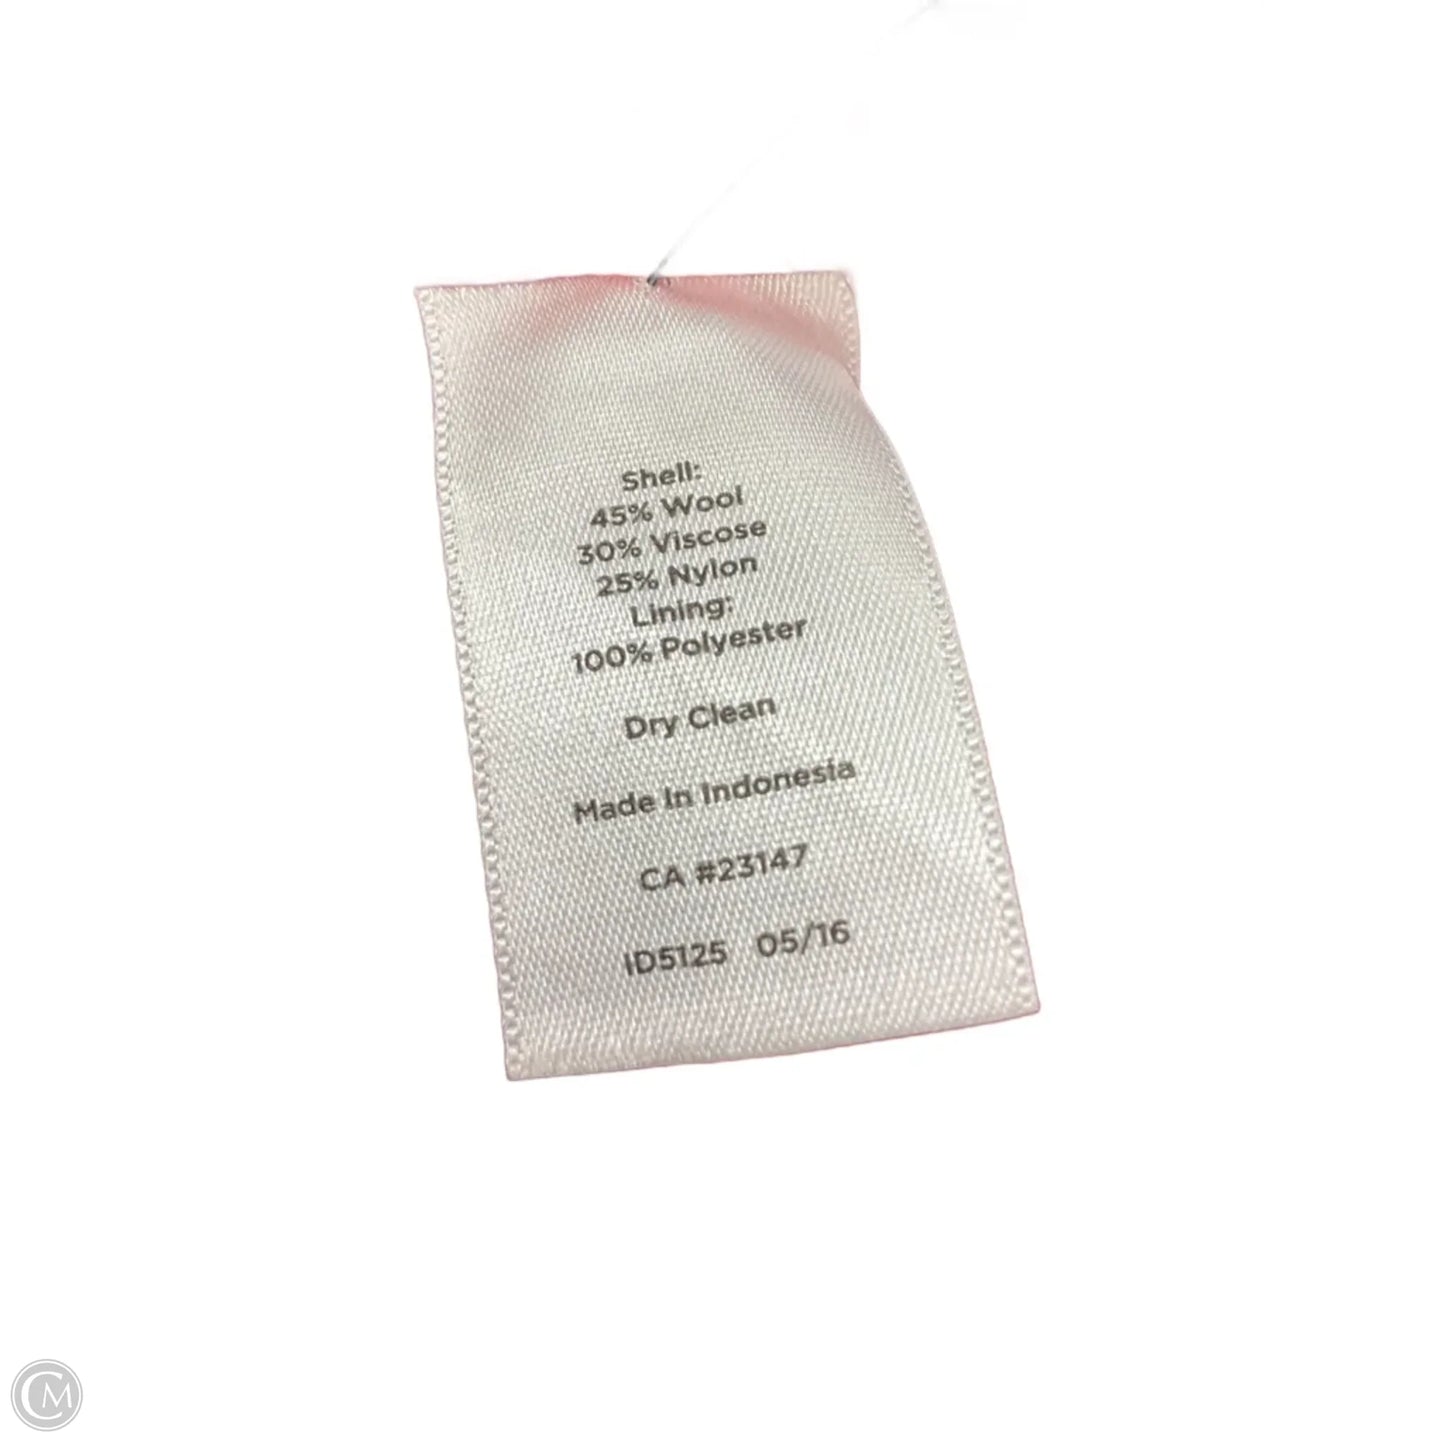 Shell:
45% Wool
30% Viscose
25% Nylon
Lining:
100% Polyester
Dry Clean
Made In Indonesia
CA #23147
ID5125 05/16
CM